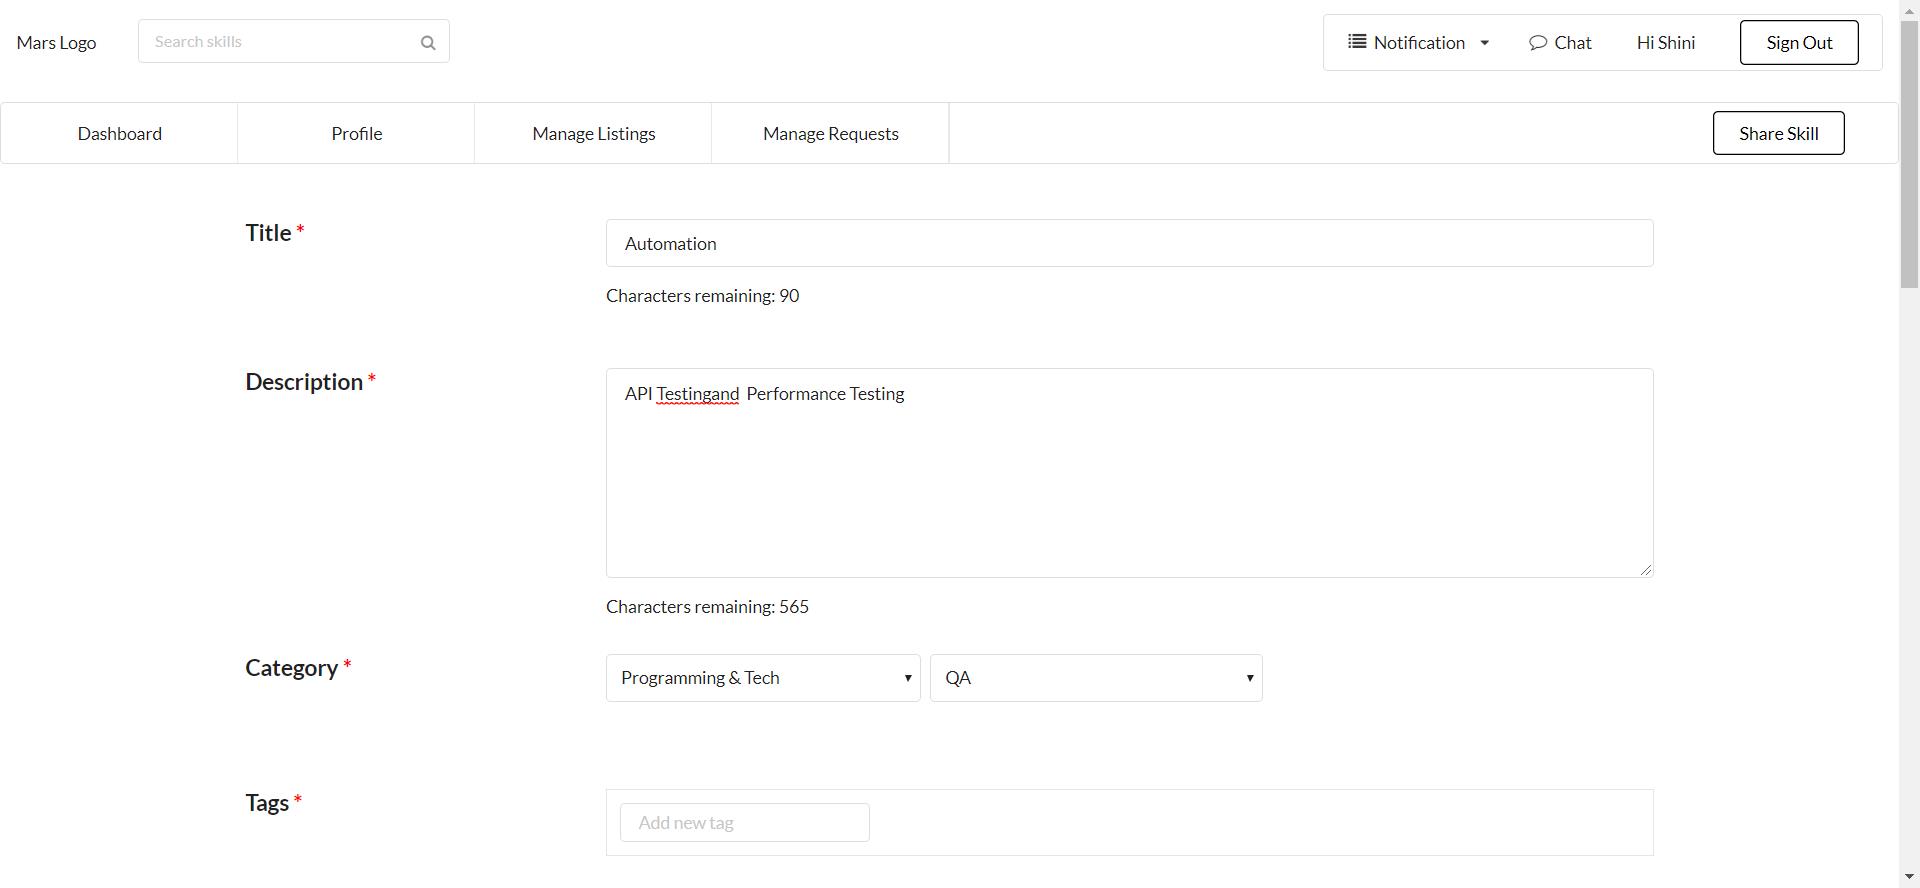 Mars Logo
Search skills
Notification
Chat
Hi Shini
Sign Out
Dashboard
Profile
Manage Listings
Manage Requests
Share Skill
Title *
Automation
Characters remaining: 90
Description *
API Testingand  Performance Testing
Characters remaining: 565
Category *
Programming & Tech
QA
Tags *
Add new tag